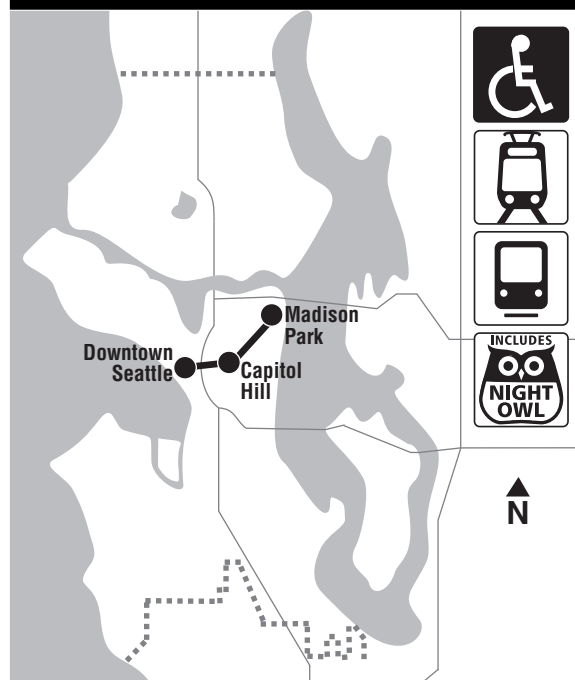 Madison
Park
Downtown
Seattle
Capitol
Hill
INCLUDES
NIGHT
OWL
N